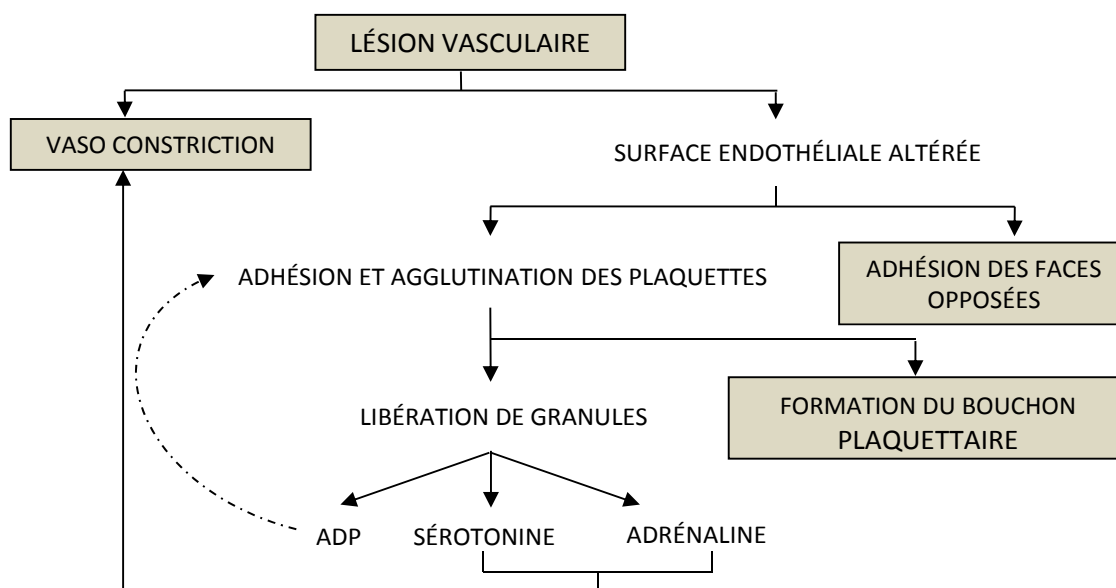 LÉSION VASCULAIRE
VASO CONSTRICTION
SURFACE ENDOTHÉLIALE ALTÉRÉE
ADHÉSION ET AGGLUTINATION DES PLAQUETTES
ADHÉSION DES FACES
OPPOSÉES
FORMATION DU BOUCHON
PLAQUETTAIRE
LIBÉRATION DE GRANULES
ADP SÉROTONINE ADRÉNALINE